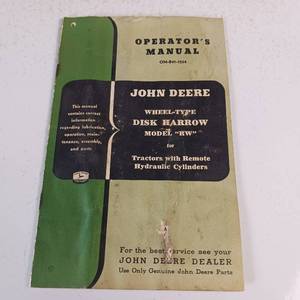 OPERATOR'S
MANUAL
JOHN DEERE
WHEEL-TYPE
DISK HARROW
MODEL "RW"
for
Tractors with Remote
Hydraulic Cylinders
This manual
contains correct
information
regarding lubrication,
operation, main-
tenance, assembly,
and parts.
For the best service see your
JOHN DEERE DEALER
Use Only Genuine John Deere Parts